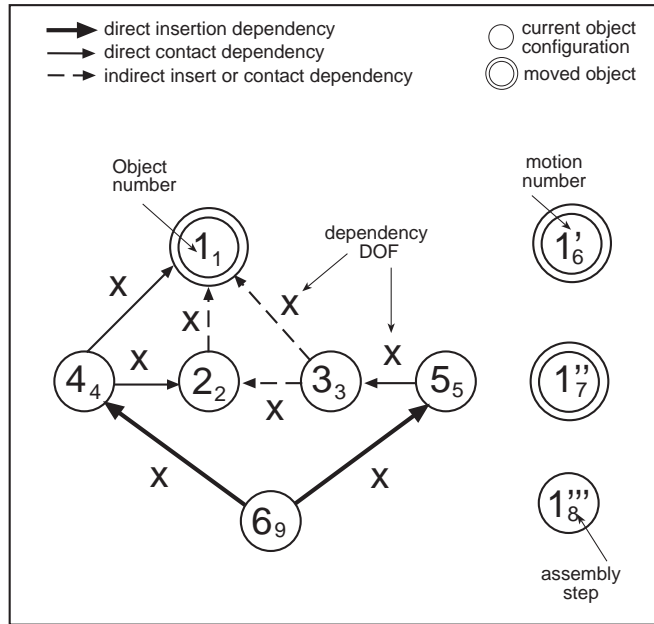 direct insertion dependency
direct contact dependency
indirect insert or contact dependency
current object
configuration
moved object
Object
number
motion
number
dependency
DOF
1₁
1'₆
X
X
X
X
X
X
4₄
2₂
3₃
5₅
1''₇
X
X
6₉
1'''₈
assembly
step